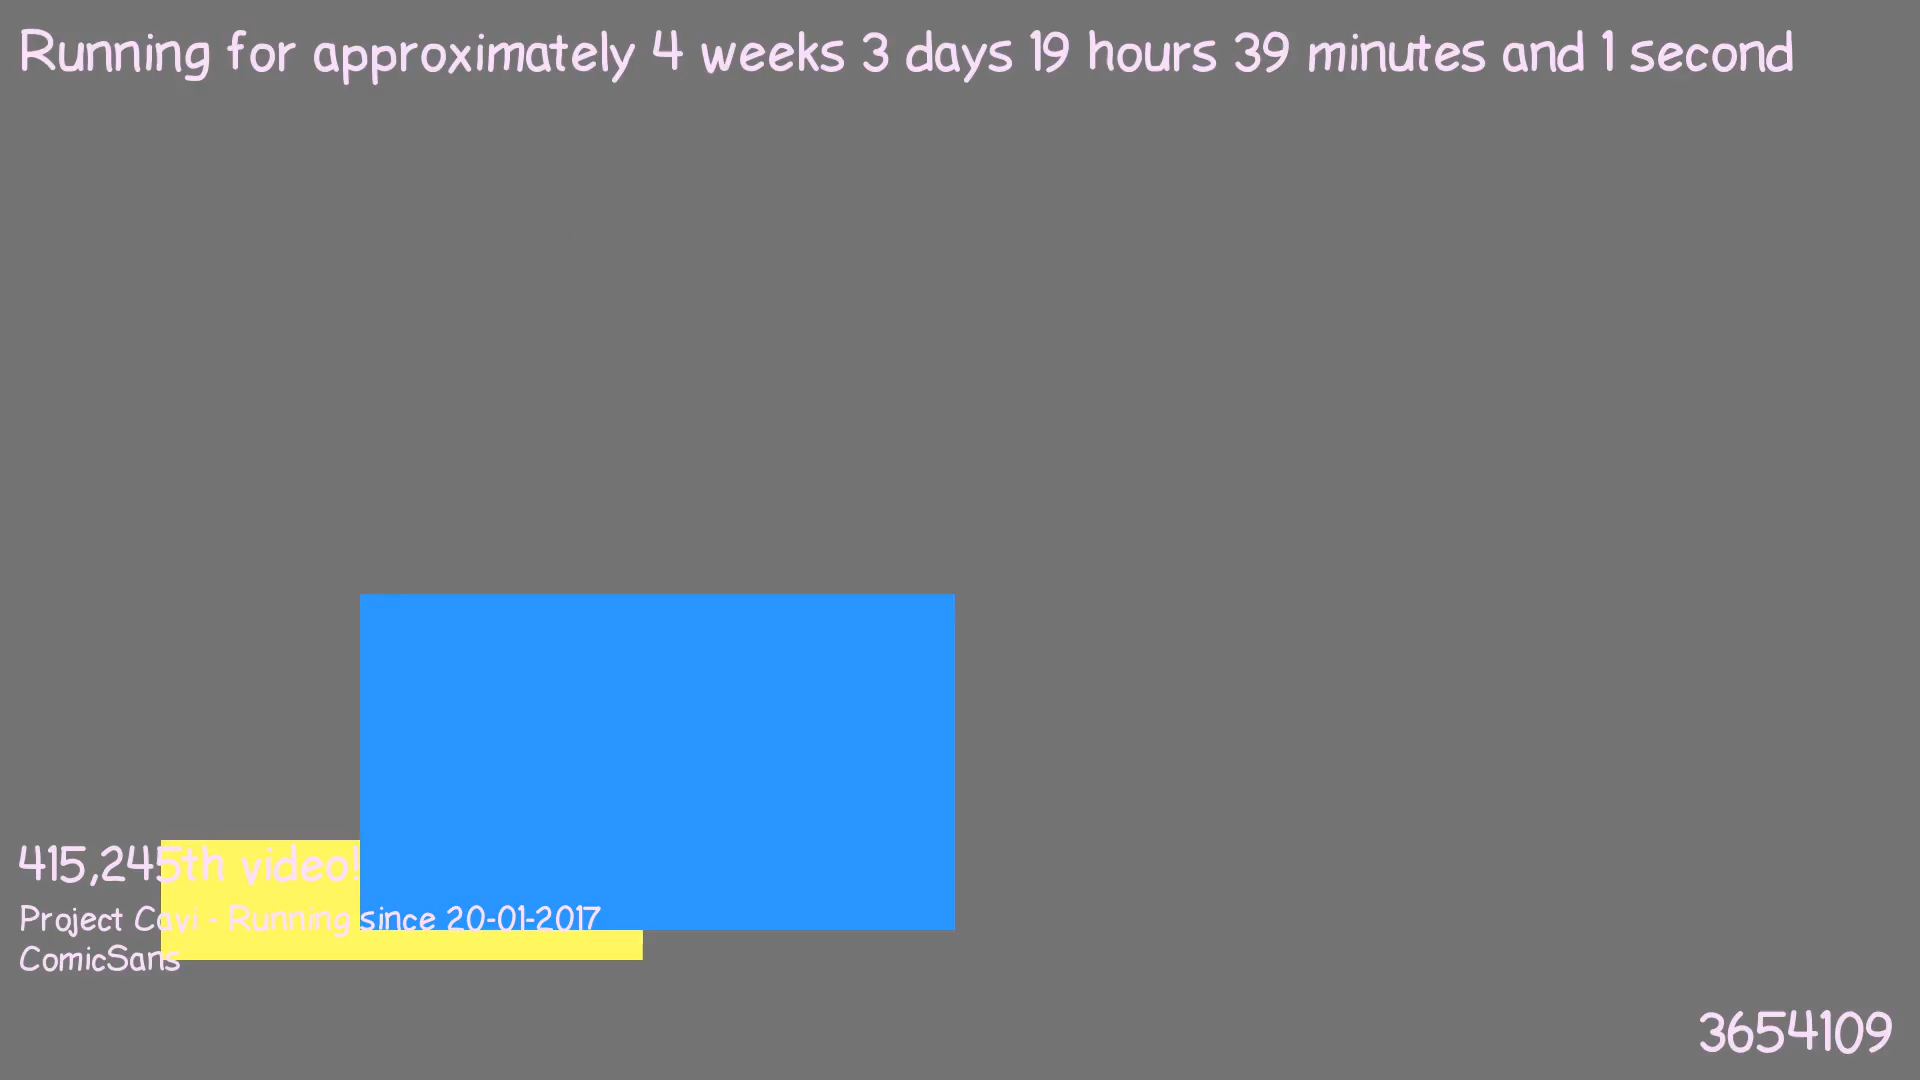 Running for approximately 4 weeks 3 days 19 hours 39 minutes and 1 second
415,245th video!
Project Cavi - Running since 20-01-2017
ComicSans
3654109